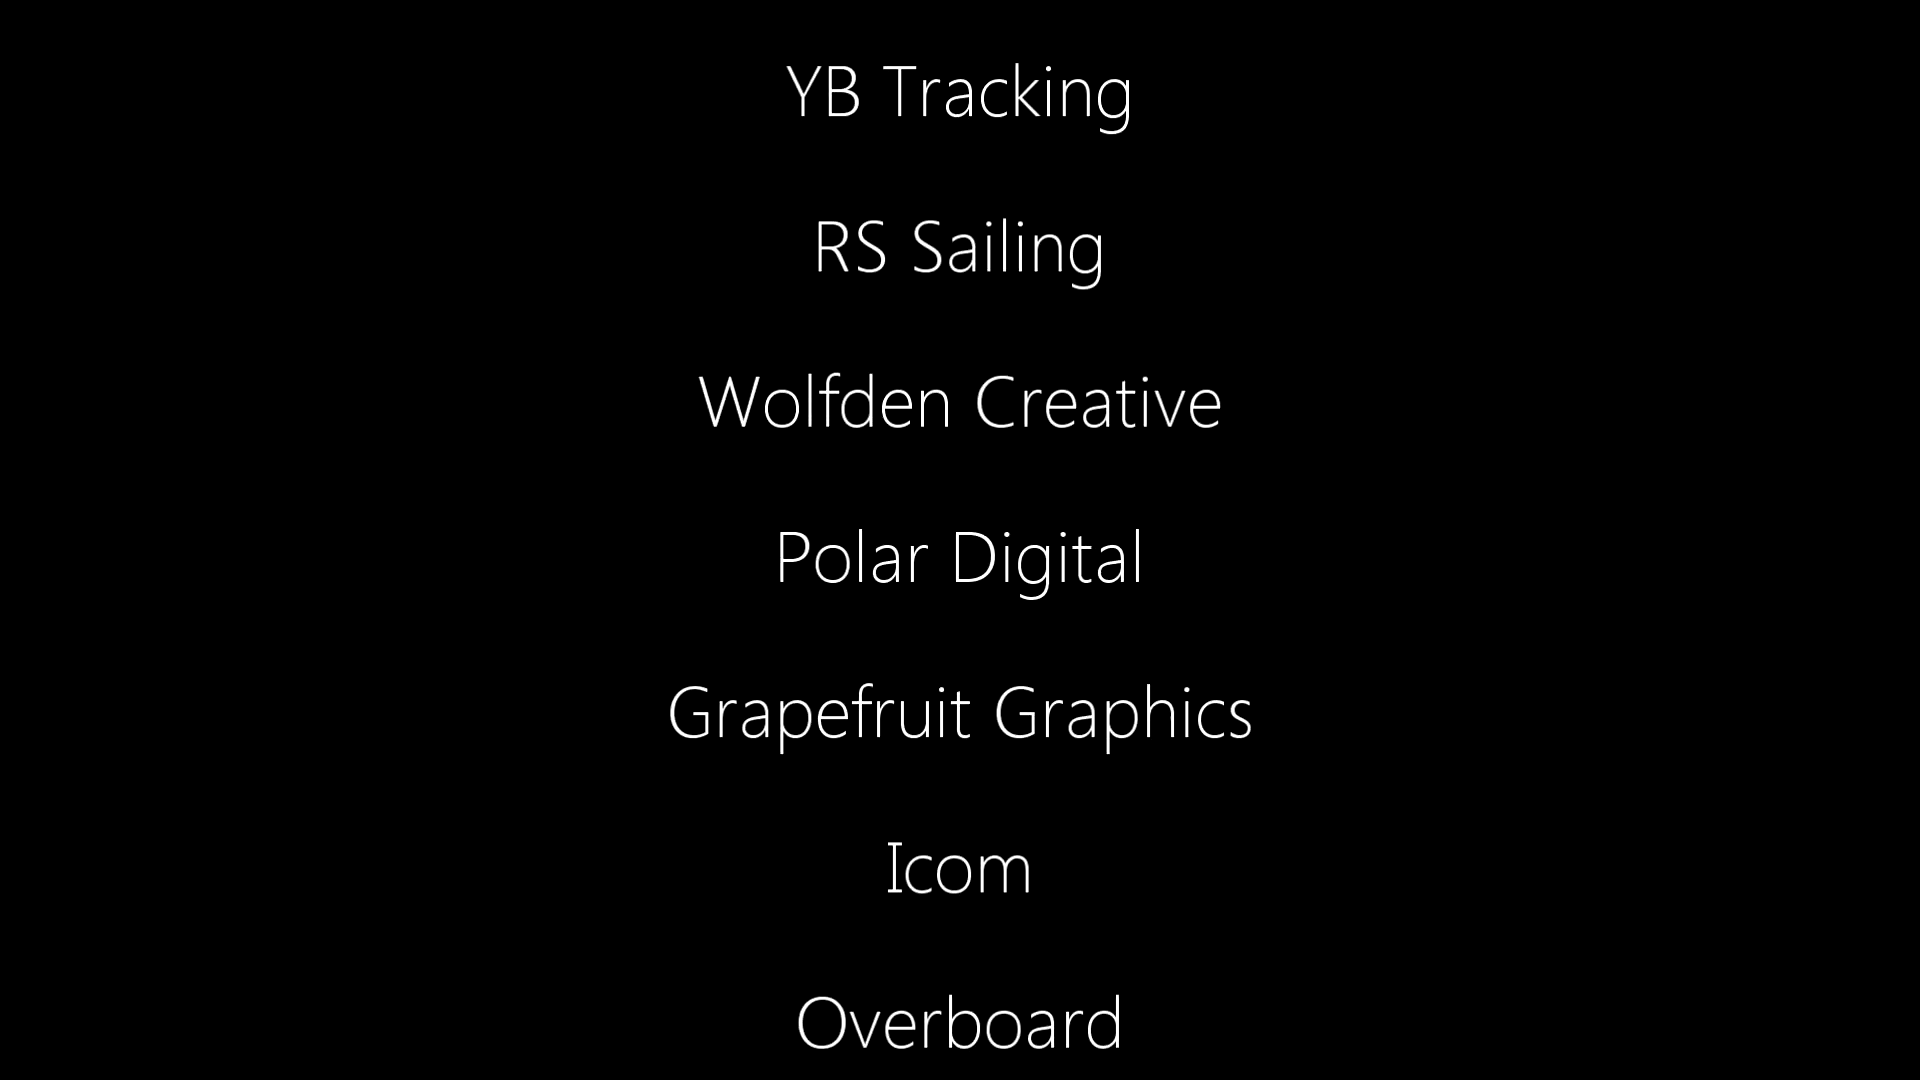 YB Tracking
RS Sailing
Wolfden Creative
Polar Digital
Grapefruit Graphics
Icom
Overboard